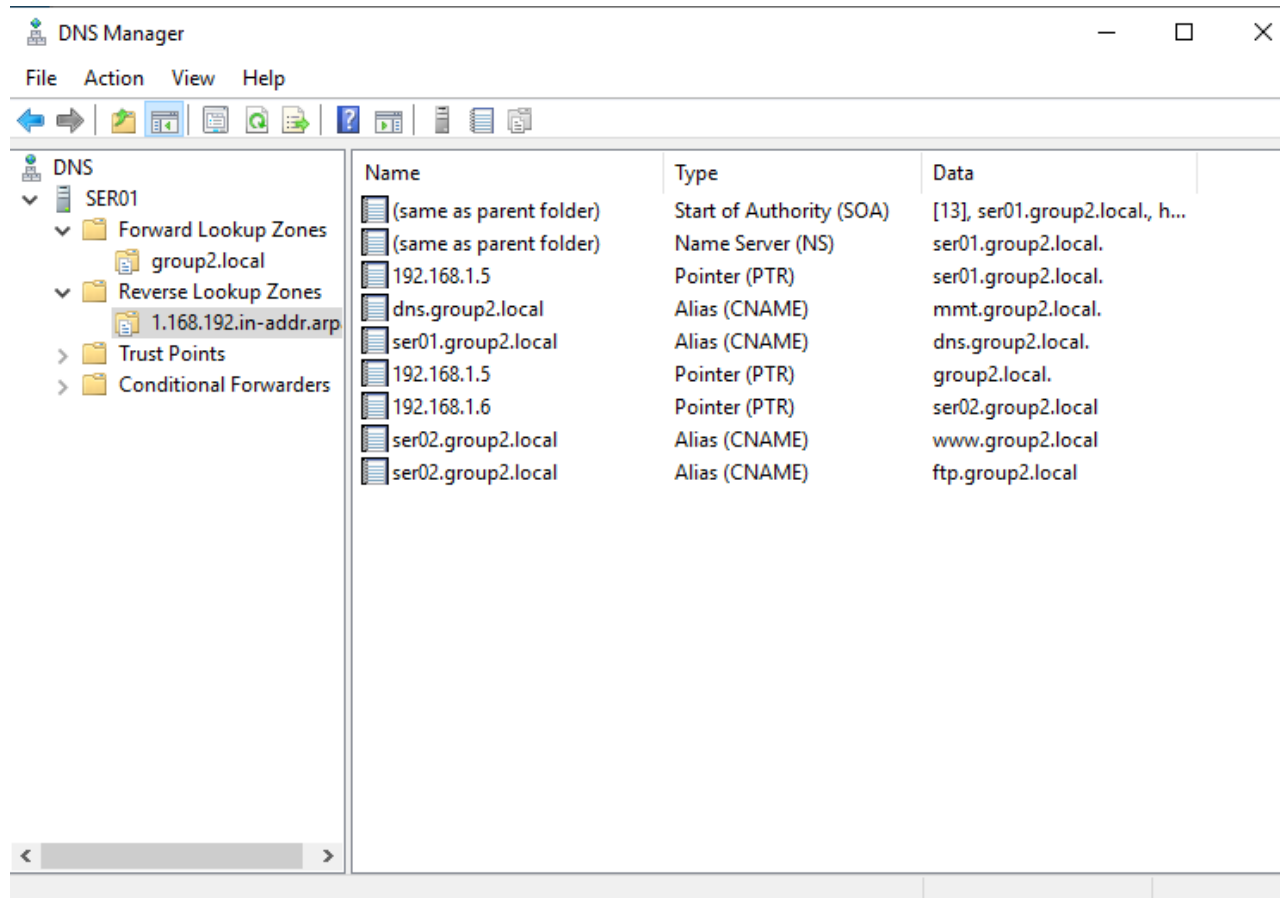 DNS Manager
File Action View Help
DNS
SER01
Forward Lookup Zones
group2.local
Reverse Lookup Zones
1.168.192.in-addr.arp
Trust Points
Conditional Forwarders
Name Type Data
(same as parent folder) Start of Authority (SOA) [13], ser01.group2.local., h...
(same as parent folder) Name Server (NS) ser01.group2.local.
192.168.1.5 Pointer (PTR) ser01.group2.local.
dns.group2.local Alias (CNAME) mmt.group2.local.
ser01.group2.local Alias (CNAME) dns.group2.local.
192.168.1.5 Pointer (PTR) group2.local.
192.168.1.6 Pointer (PTR) ser02.group2.local
ser02.group2.local Alias (CNAME) www.group2.local
ser02.group2.local Alias (CNAME) ftp.group2.local